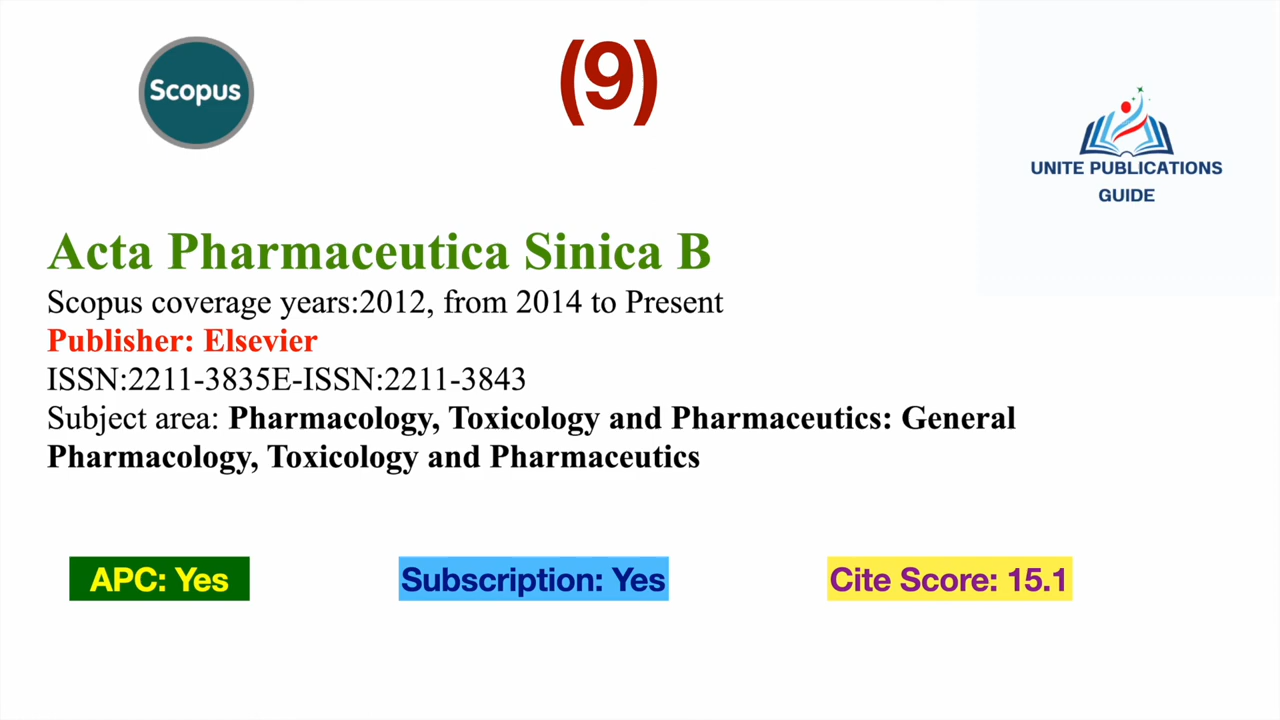 Scopus
(9)
UNITE PUBLICATIONS
GUIDE
Acta Pharmaceutica Sinica B
Scopus coverage years:2012, from 2014 to Present
Publisher: Elsevier
ISSN:2211-3835E-ISSN:2211-3843
Subject area: Pharmacology, Toxicology and Pharmaceutics: General
Pharmacology, Toxicology and Pharmaceutics
APC: Yes
Subscription: Yes
Cite Score: 15.1